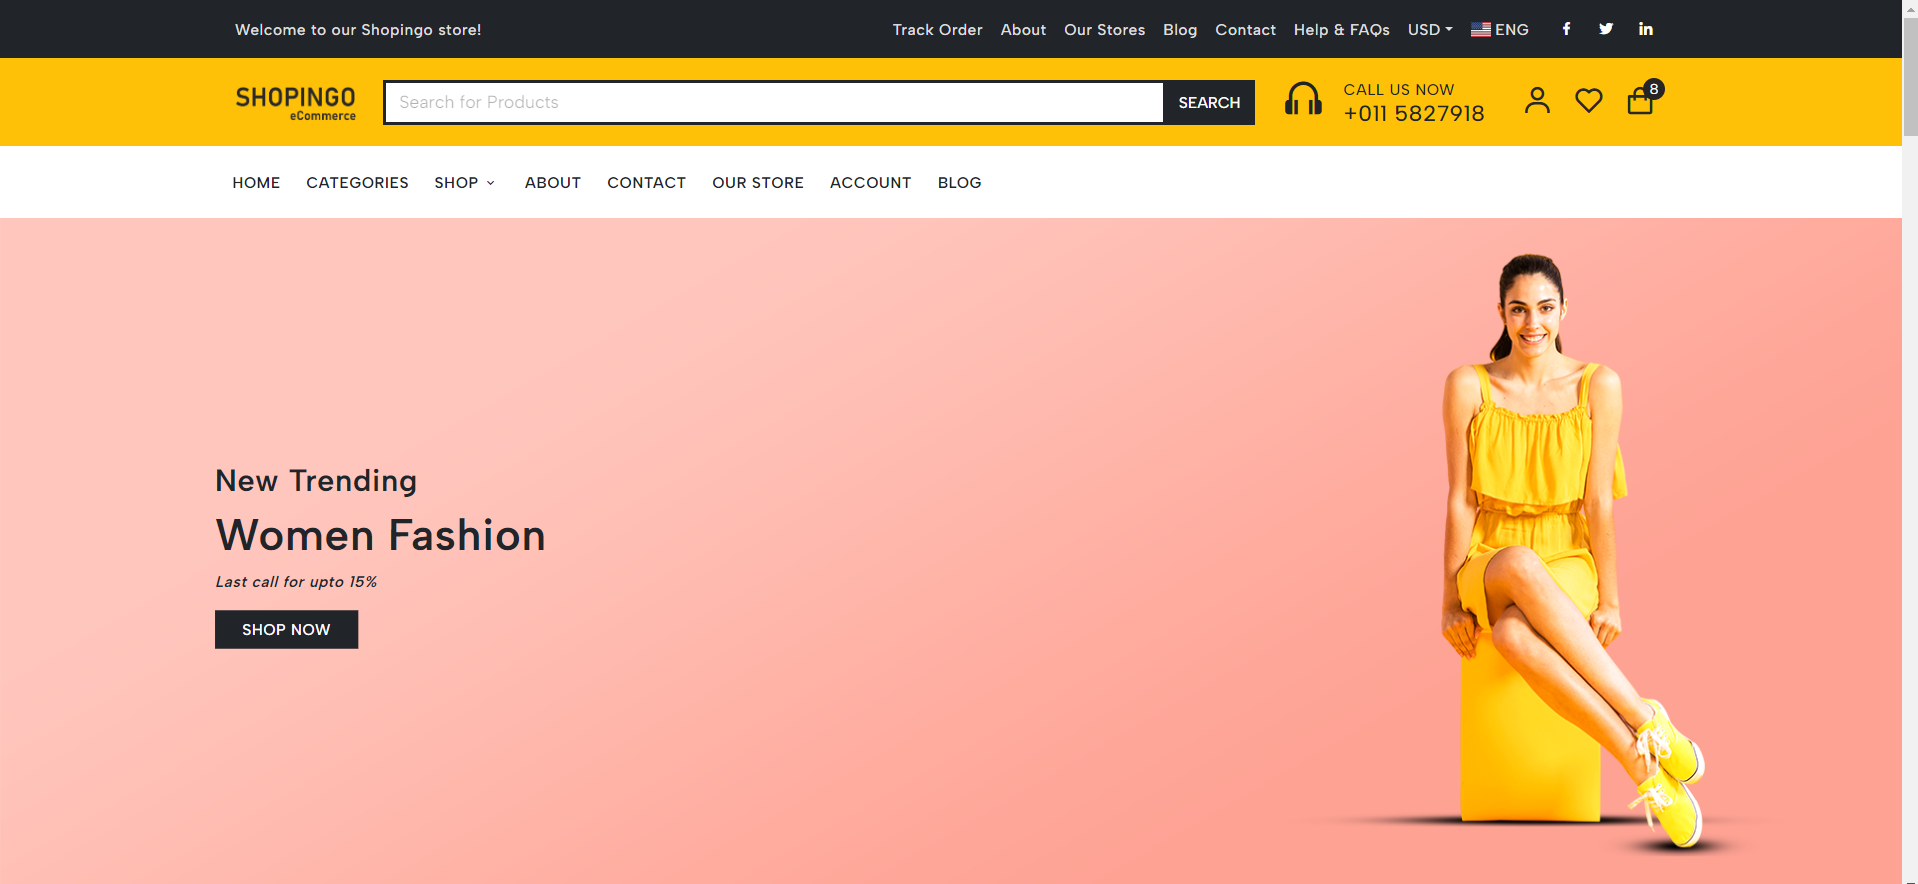 Welcome to our Shopingo store!
Track Order About Our Stores Blog Contact Help & FAQs USD ENG
SHOPINGO
eCommerce
Search for Products
SEARCH
CALL US NOW
+011 5827918
8
HOME CATEGORIES SHOP ABOUT CONTACT OUR STORE ACCOUNT BLOG
New Trending
Women Fashion
Last call for upto 15%
SHOP NOW